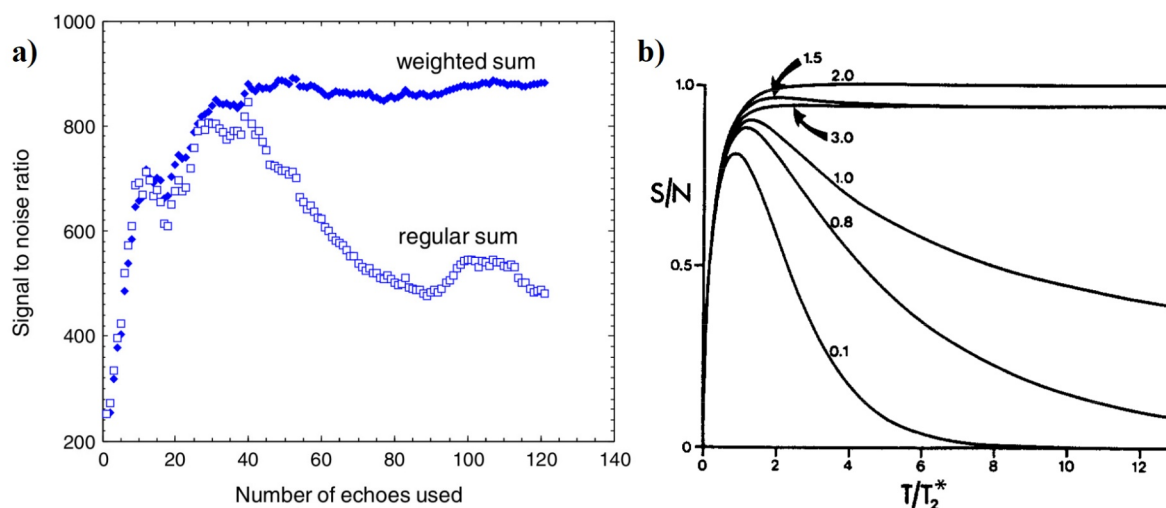 a)
1000
800
600
400
200
Signal to noise ratio
weighted sum
regular sum
0 20 40 60 80 100 120 140
Number of echoes used
b)
1.0
0.5
0
S/N
1.5
2.0
3.0
1.0
0.8
0.1
0 2 4 6 8 10 12
T/T₂*